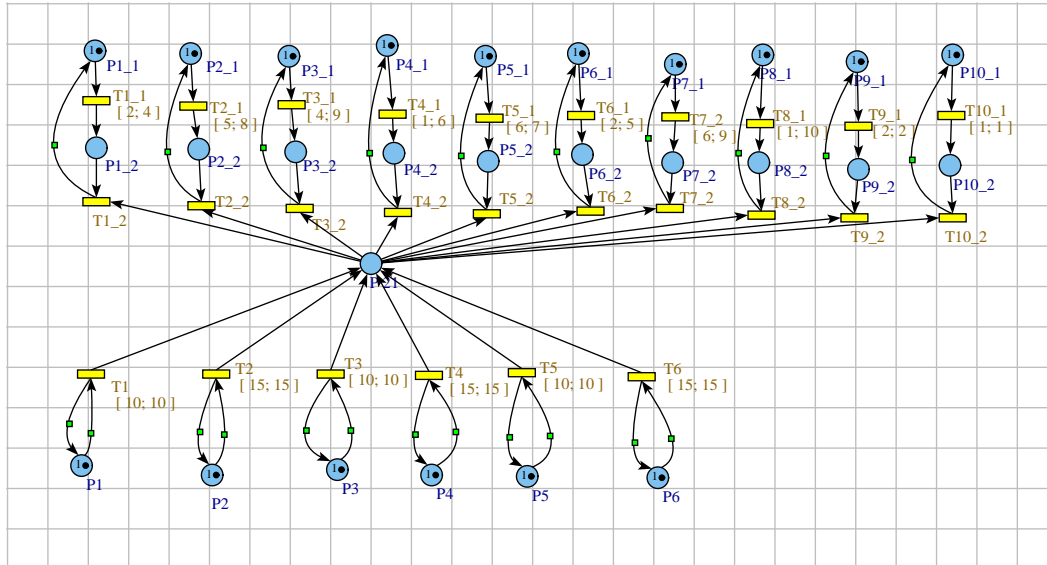 1 1 1 1 1 1 1 1 1 1
P1_1 P2_1 P3_1 P4_1 P5_1 P6_1 P7_1 P8_1 P9_1 P10_1
T1_1 T2_1 T3_1 T4_1 T5_1 T6_1 T7_2 T8_1 T9_1 T10_1
[ 2; 4 ] [ 5; 8 ] [ 4; 9 ] [ 1; 6 ] [ 6; 7 ] [ 2; 5 ] [ 6; 9 ] [ 1; 10 ] [ 2; 2 ] [ 1; 1 ]
P1_2 P2_2 P3_2 P4_2 P5_2 P6_2 P7_2 P8_2 P9_2 P10_2
T1_2 T2_2 T3_2 T4_2 T5_2 T6_2 T7_2 T8_2 T9_2 T10_2
P_21
T1 T2 T3 T4 T5 T6
[ 10; 10 ] [ 15; 15 ] [ 10; 10 ] [ 15; 15 ] [ 10; 10 ] [ 15; 15 ]
1 1 1 1 1 1
P1 P2 P3 P4 P5 P6